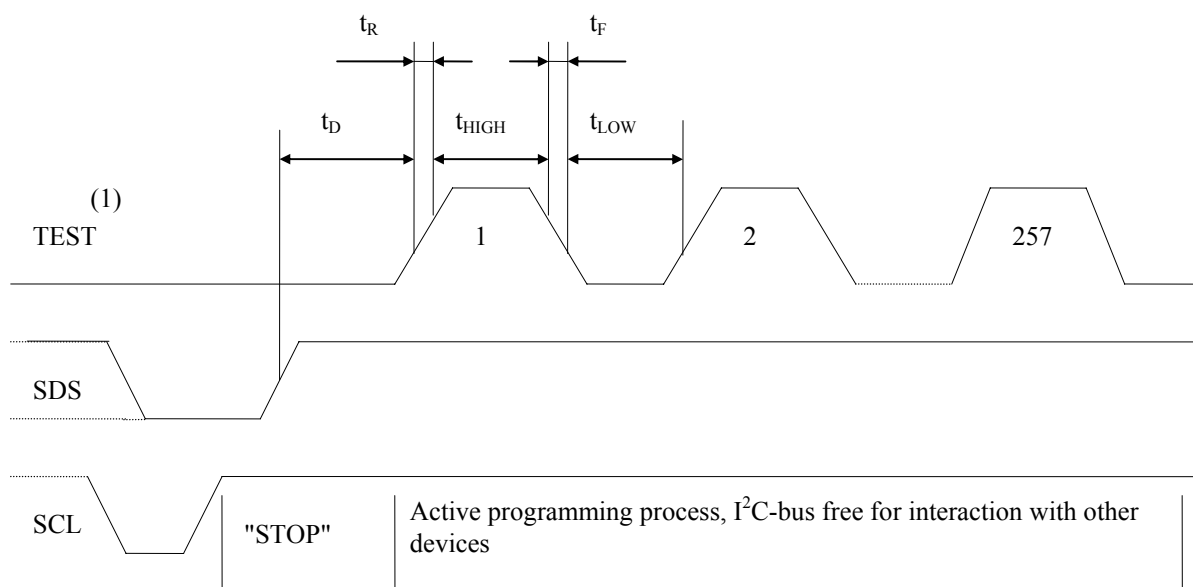 tR tF
tD tHIGH tLOW
(1)
TEST 1 2 257
SDS
SCL "STOP" Active programming process, I²C-bus free for interaction with other
devices